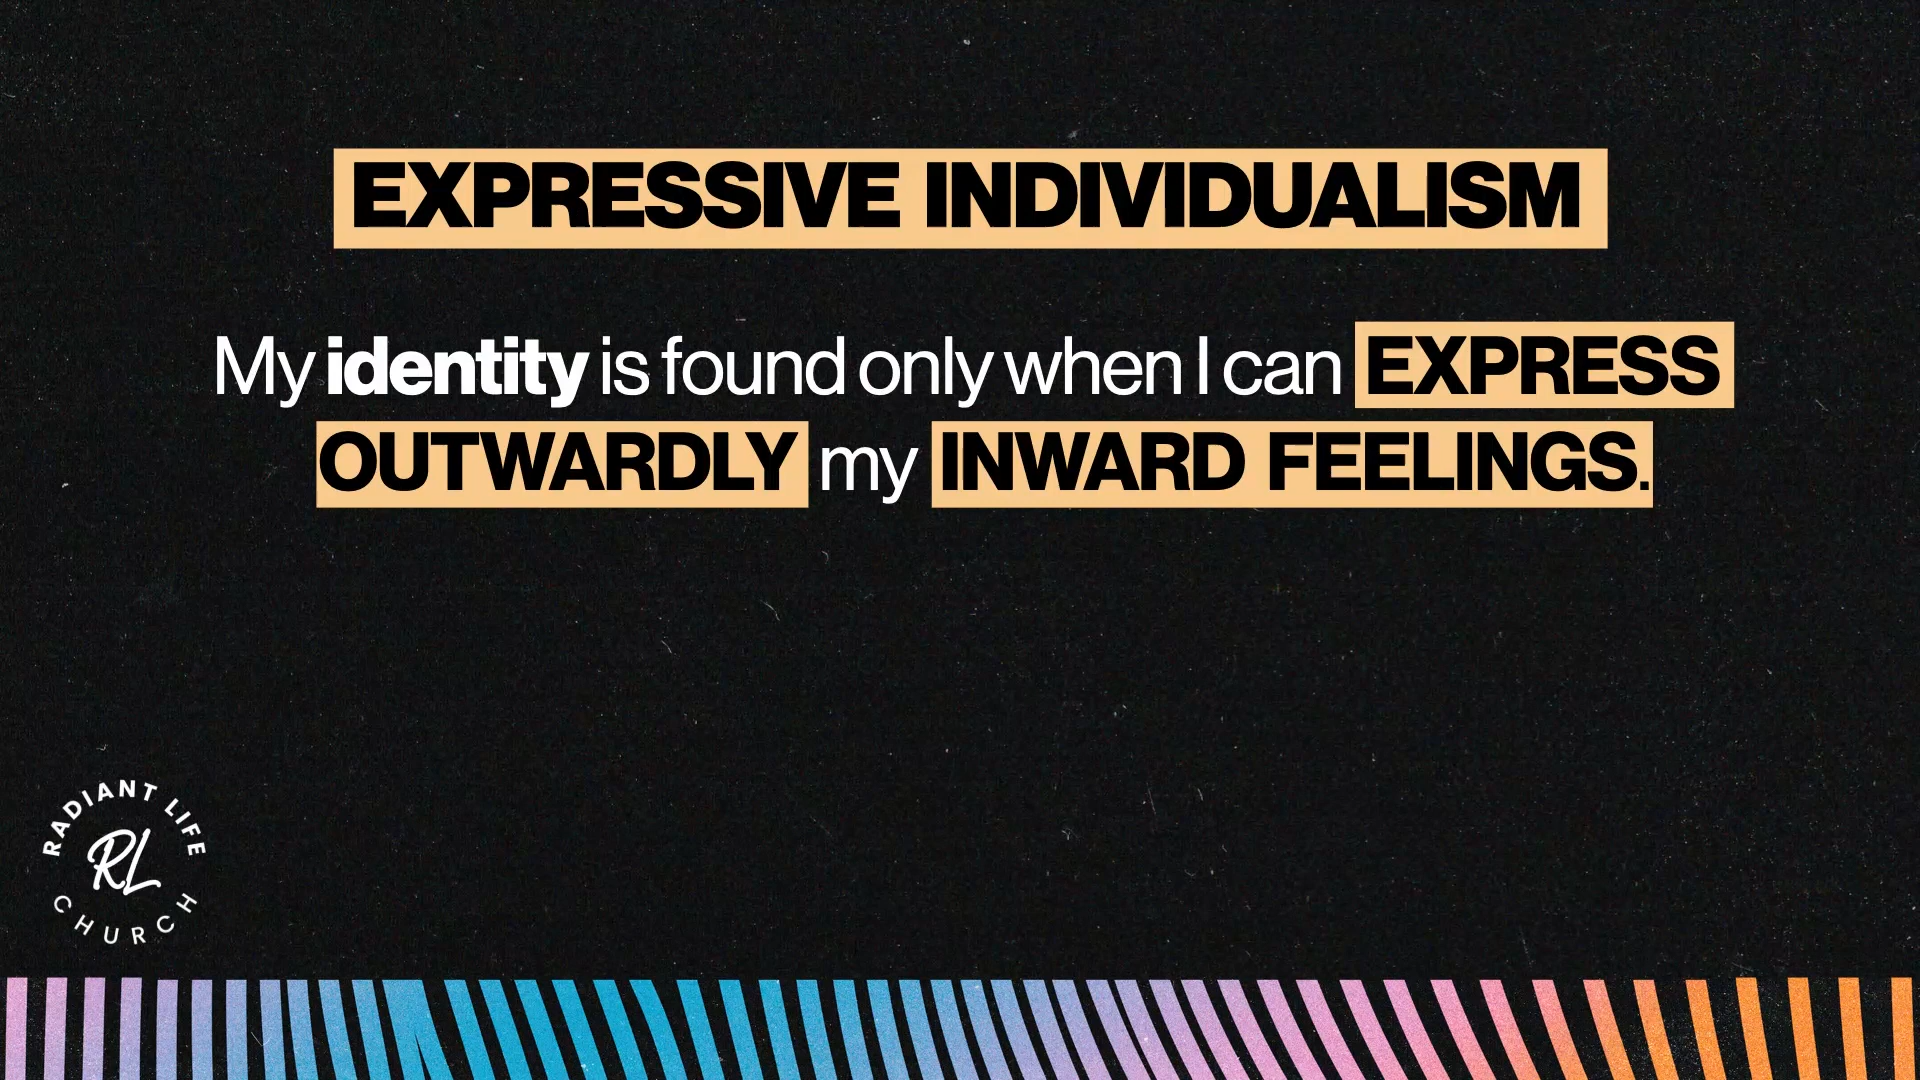 EXPRESSIVE INDIVIDUALISM
My identity is found only when I can EXPRESS
OUTWARDLY my INWARD FEELINGS.
RADIANT LIFE
RL
CHURCH